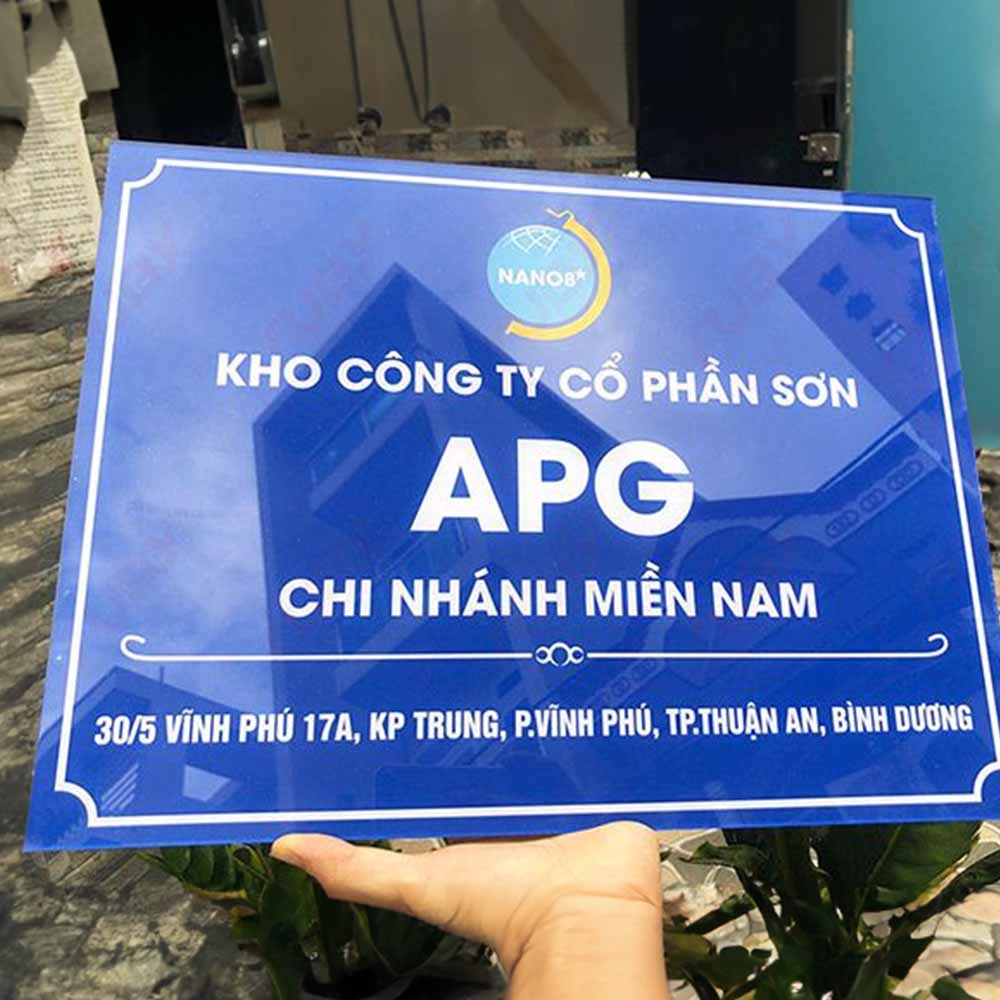 NANO8*
KHO CÔNG TY CỔ PHẦN SƠN
APG
CHI NHÁNH MIỀN NAM
30/5 VĨNH PHÚ 17A, KP TRUNG, P.VĨNH PHÚ, TP.THUẬN AN, BÌNH DƯƠNG